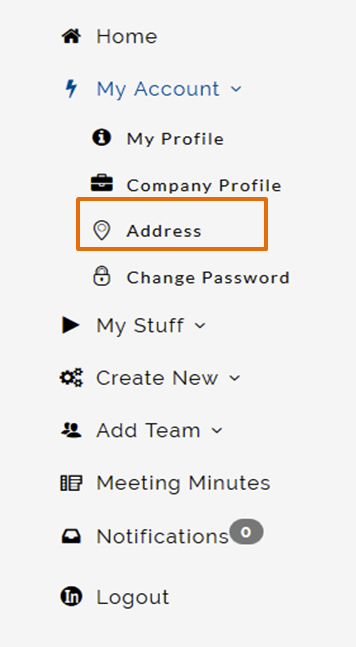 Home
My Account
My Profile
Company Profile
Address
Change Password
My Stuff
Create New
Add Team
Meeting Minutes
Notifications 0
Logout